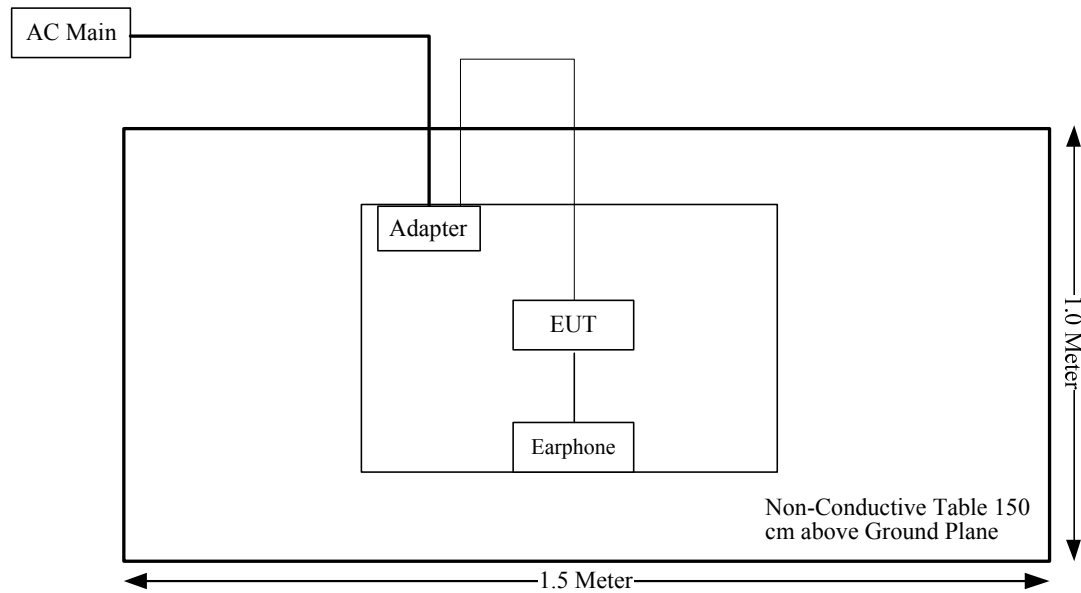 AC Main
Adapter
EUT
Earphone
1.0 Meter
Non-Conductive Table 150
cm above Ground Plane
1.5 Meter